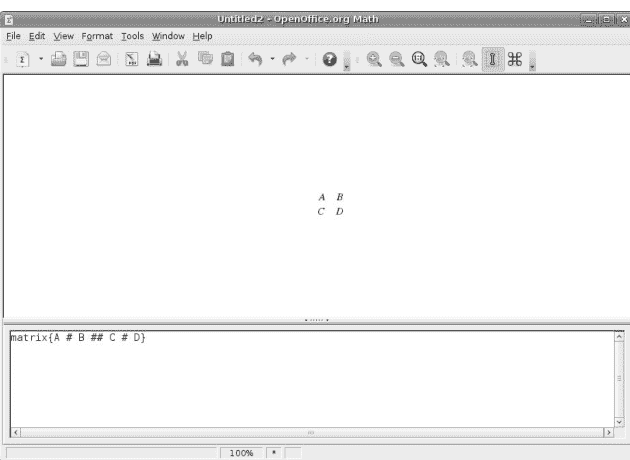 Untitled2 - OpenOffice.org Math
File Edit View Format Tools Window Help
A B
C D
matrix{A # B ## C # D}
100% *